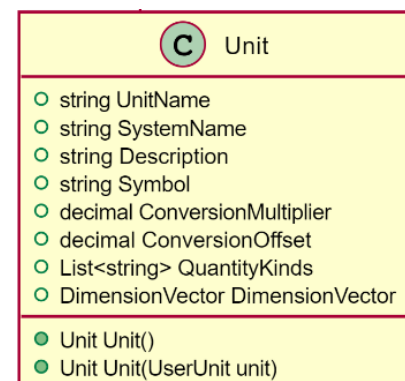 C Unit
string UnitName
string SystemName
string Description
string Symbol
decimal ConversionMultiplier
decimal ConversionOffset
List<string> QuantityKinds
DimensionVector DimensionVector
Unit Unit()
Unit Unit(UserUnit unit)